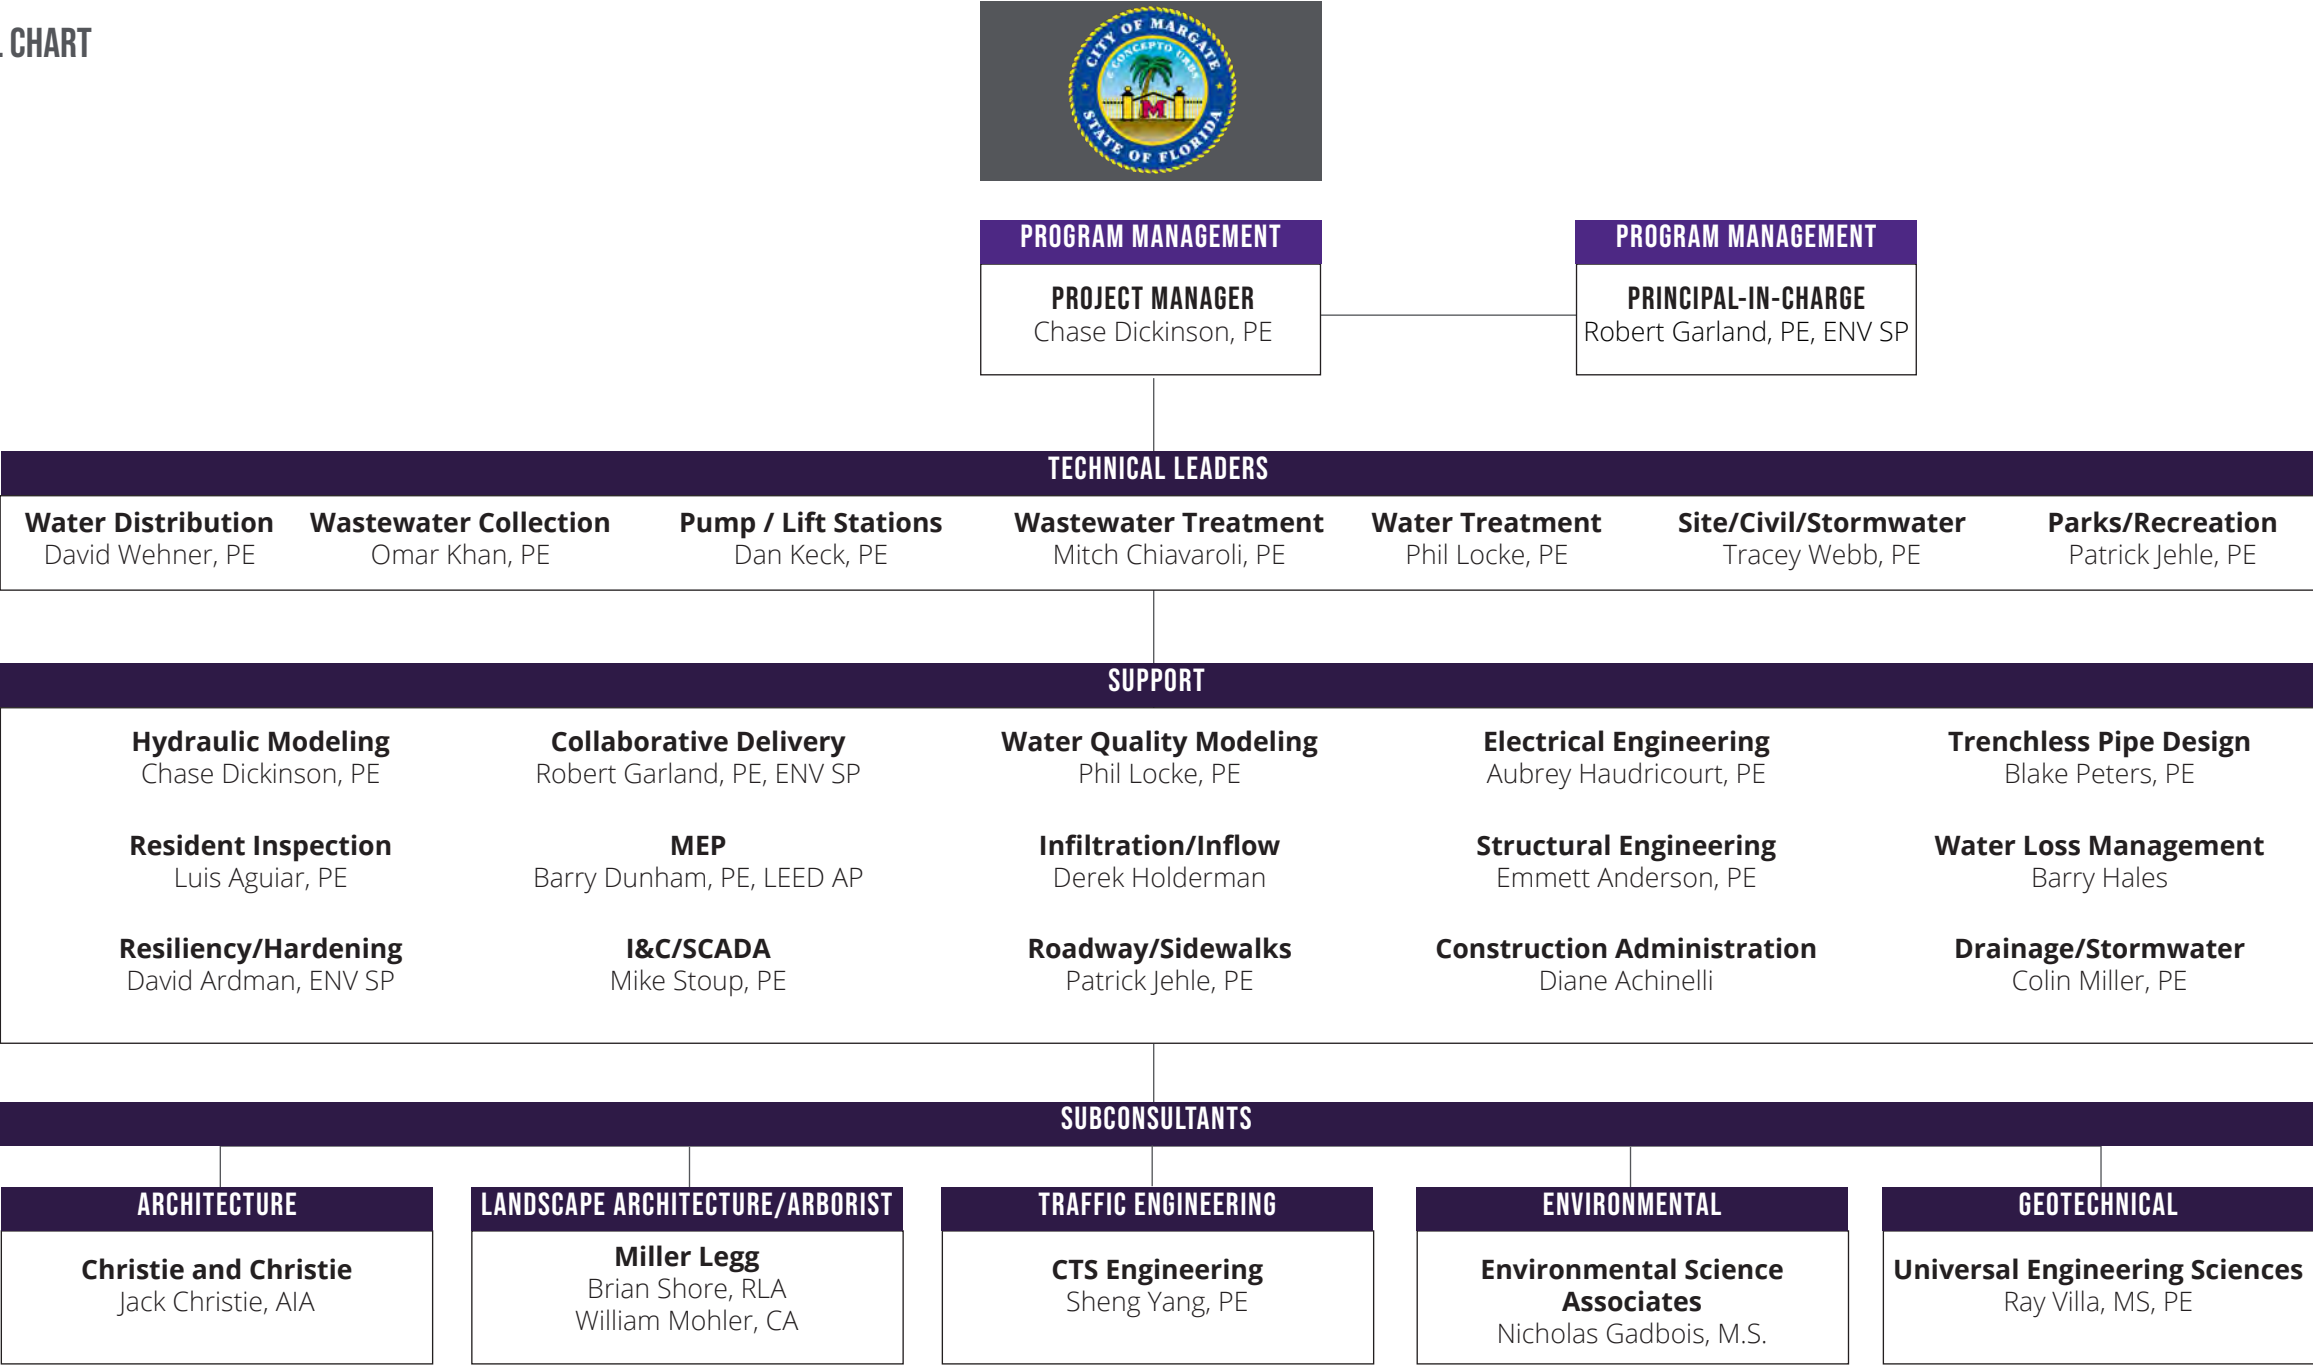 CHART
CITY OF MARGATE
E CONCEPTO URBS
M
STATE OF FLORIDA
PROGRAM MANAGEMENT
PROJECT MANAGER
Chase Dickinson, PE
PROGRAM MANAGEMENT
PRINCIPAL-IN-CHARGE
Robert Garland, PE, ENV SP
TECHNICAL LEADERS
Water Distribution
David Wehner, PE
Wastewater Collection
Omar Khan, PE
Pump / Lift Stations
Dan Keck, PE
Wastewater Treatment
Mitch Chiavaroli, PE
Water Treatment
Phil Locke, PE
Site/Civil/Stormwater
Tracey Webb, PE
Parks/Recreation
Patrick Jehle, PE
SUPPORT
Hydraulic Modeling
Chase Dickinson, PE
Collaborative Delivery
Robert Garland, PE, ENV SP
Water Quality Modeling
Phil Locke, PE
Electrical Engineering
Aubrey Haudricourt, PE
Trenchless Pipe Design
Blake Peters, PE
Resident Inspection
Luis Aguiar, PE
MEP
Barry Dunham, PE, LEED AP
Infiltration/Inflow
Derek Holderman
Structural Engineering
Emmett Anderson, PE
Water Loss Management
Barry Hales
Resiliency/Hardening
David Ardman, ENV SP
I&C/SCADA
Mike Stoup, PE
Roadway/Sidewalks
Patrick Jehle, PE
Construction Administration
Diane Achinelli
Drainage/Stormwater
Colin Miller, PE
SUBCONSULTANTS
ARCHITECTURE
Christie and Christie
Jack Christie, AIA
LANDSCAPE ARCHITECTURE/ARBORIST
Miller Legg
Brian Shore, RLA
William Mohler, CA
TRAFFIC ENGINEERING
CTS Engineering
Sheng Yang, PE
ENVIRONMENTAL
Environmental Science
Associates
Nicholas Gadbois, M.S.
GEOTECHNICAL
Universal Engineering Sciences
Ray Villa, MS, PE